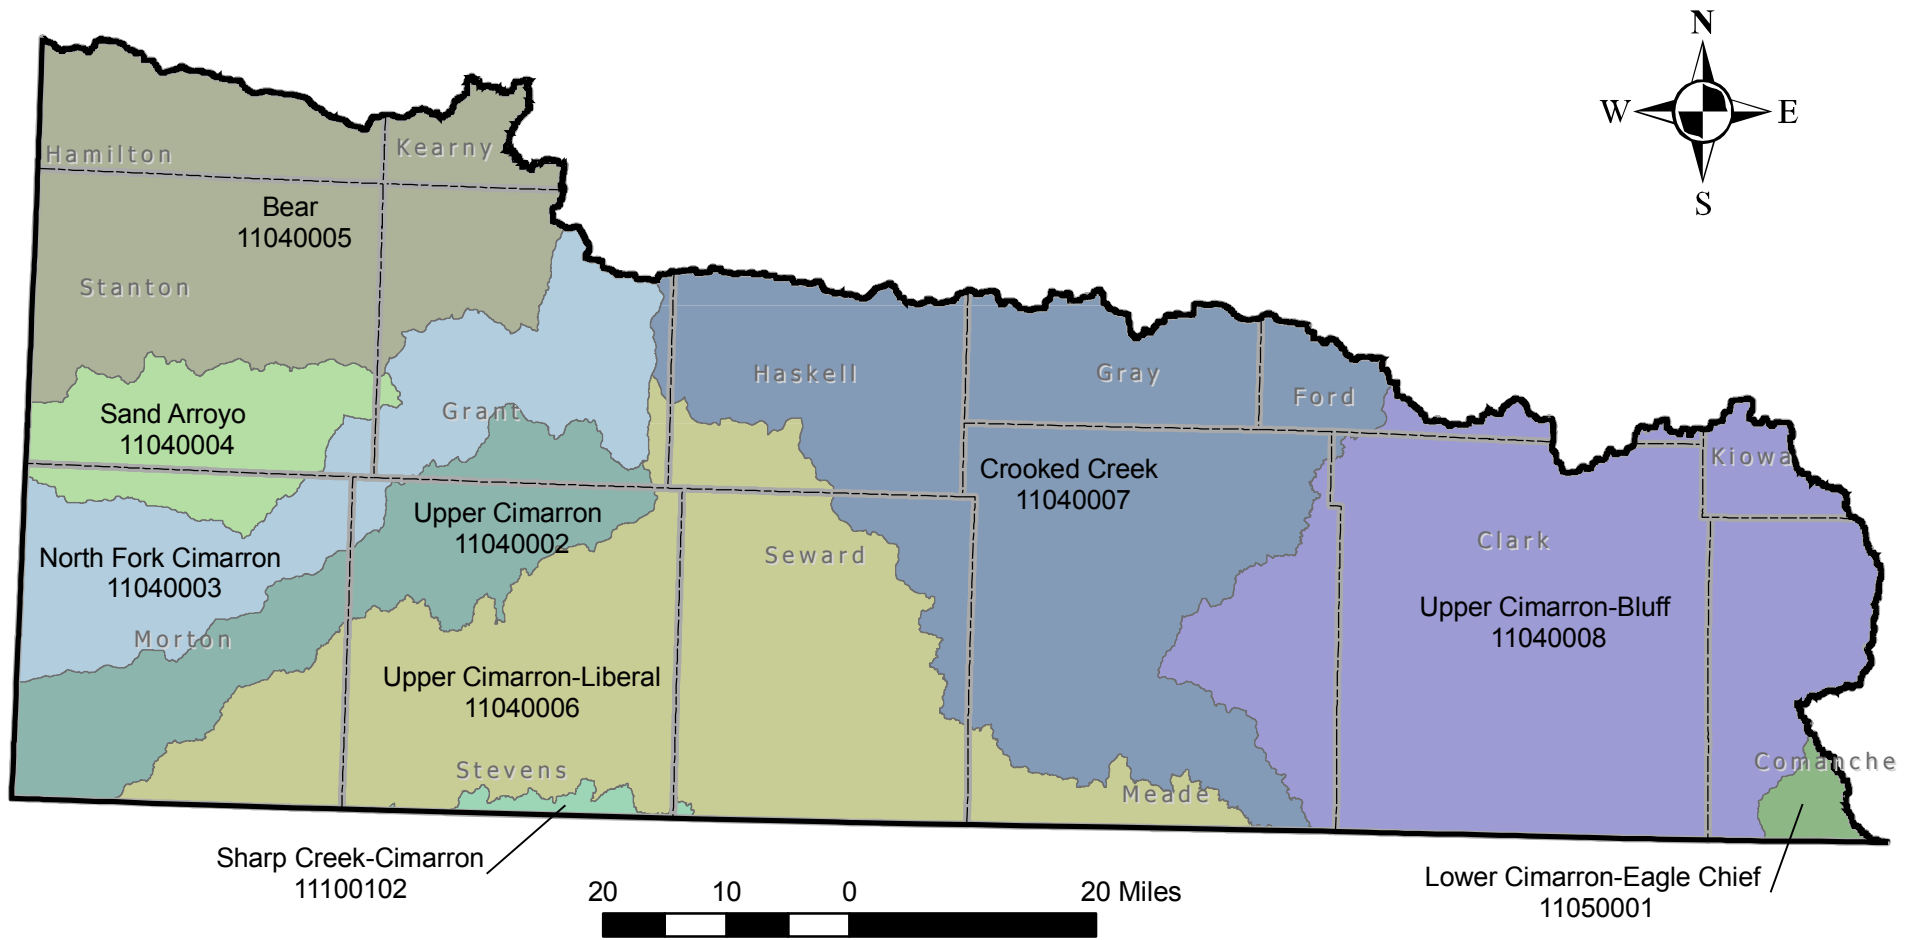 N
W
E
S
Hamilton
Kearny
Bear
11040005
Stanton
Haskell
Gray
Ford
Sand Arroyo
11040004
Grant
Kiowa
Crooked Creek
11040007
Upper Cimarron
11040002
Seward
Clark
North Fork Cimarron
11040003
Morton
Upper Cimarron-Bluff
11040008
Upper Cimarron-Liberal
11040006
Stevens
Meade
Comanche
Sharp Creek-Cimarron
11100102
Lower Cimarron-Eagle Chief
11050001
20 10 0 20 Miles